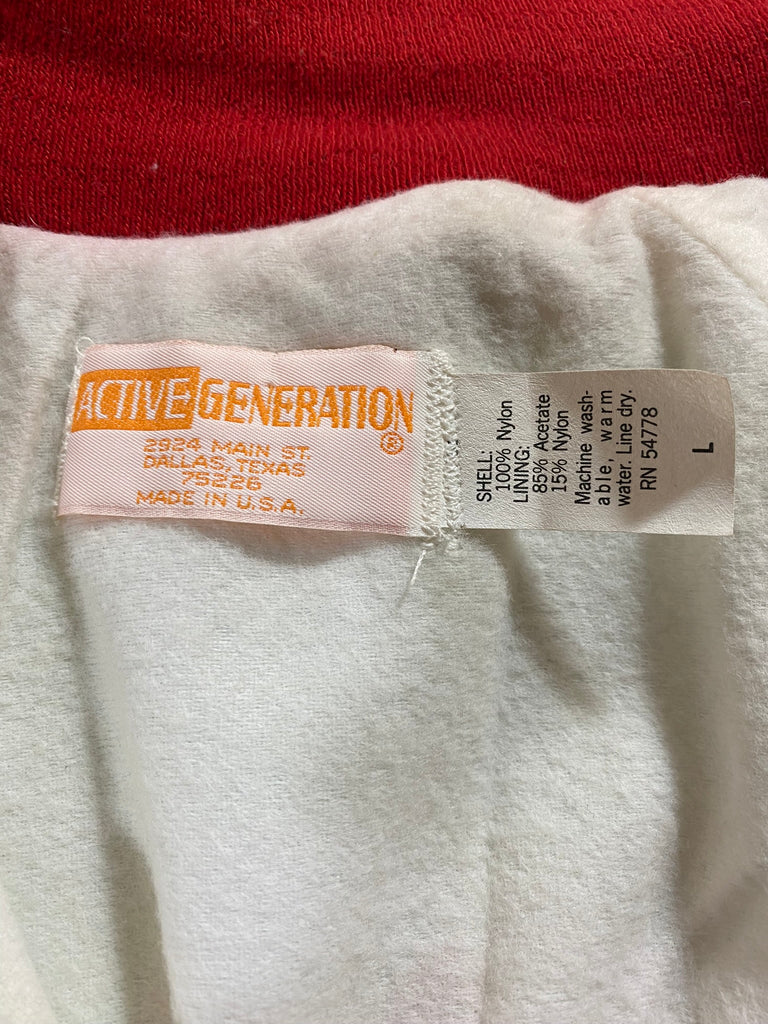 ACTIVE GENERATION®
2924 MAIN ST.
DALLAS, TEXAS
75226
MADE IN U.S.A.
SHELL:
100% Nylon
LINING:
85% Acetate
15% Nylon
Machine wash-
able, warm
water. Line dry.
RN 54778
L